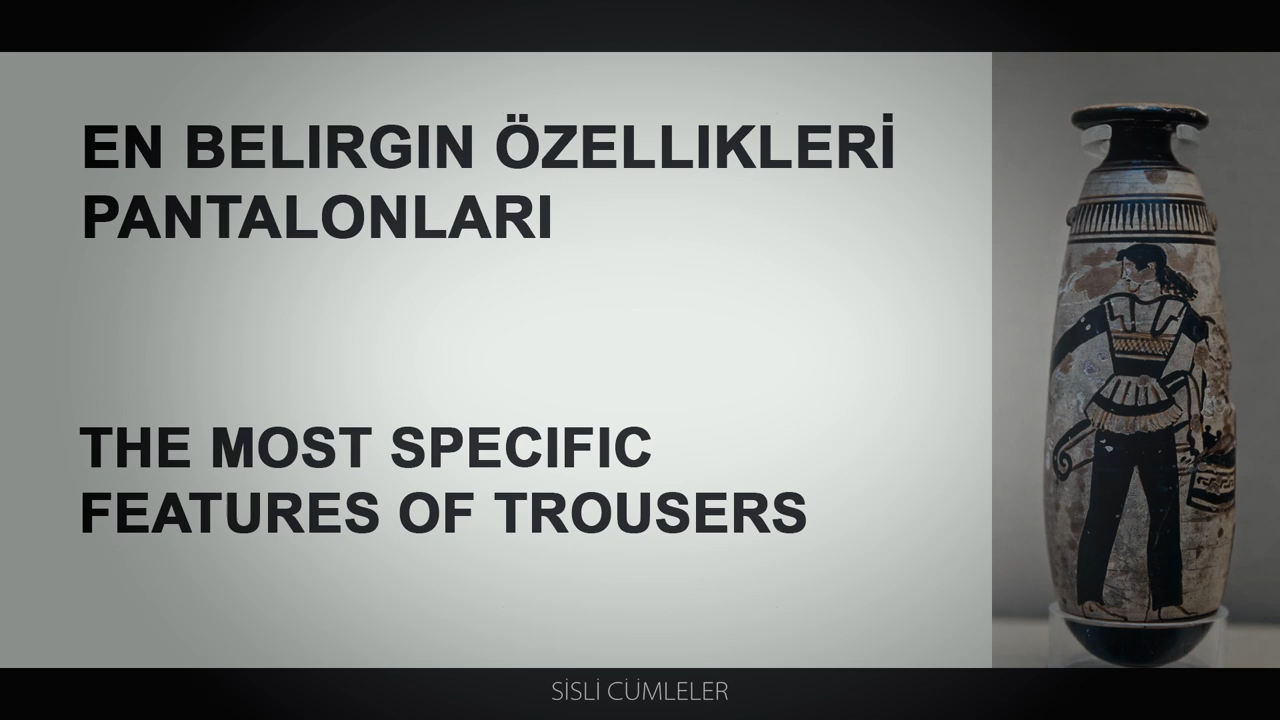 EN BELIRGIN ÖZELLIKLERİ
PANTALONLARI
THE MOST SPECIFIC
FEATURES OF TROUSERS
SİSLİ CÜMLELER